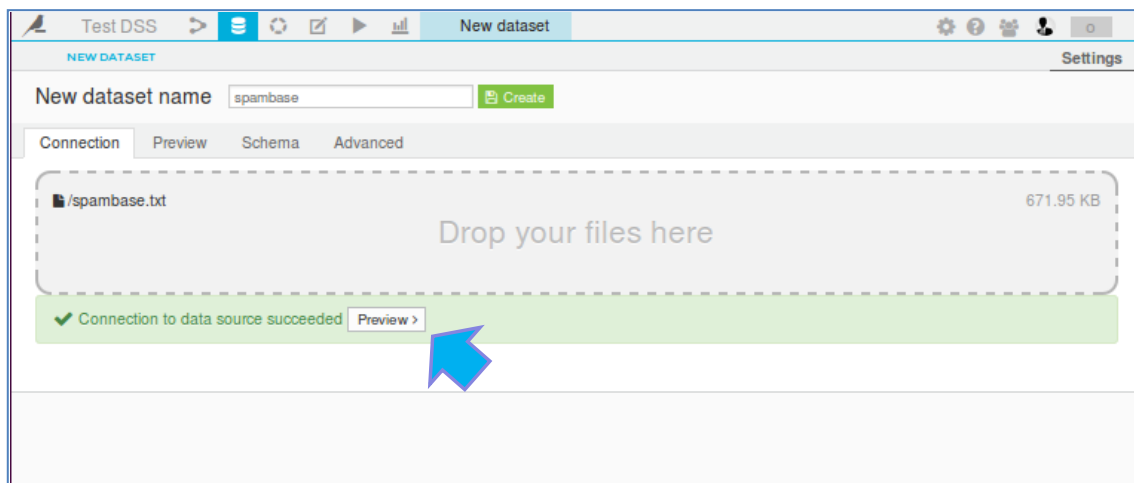 Test DSS New dataset o
NEW DATASET Settings
New dataset name spambase Create
Connection Preview Schema Advanced
/spambase.txt 671.95 KB
Drop your files here
Connection to data source succeeded Preview >